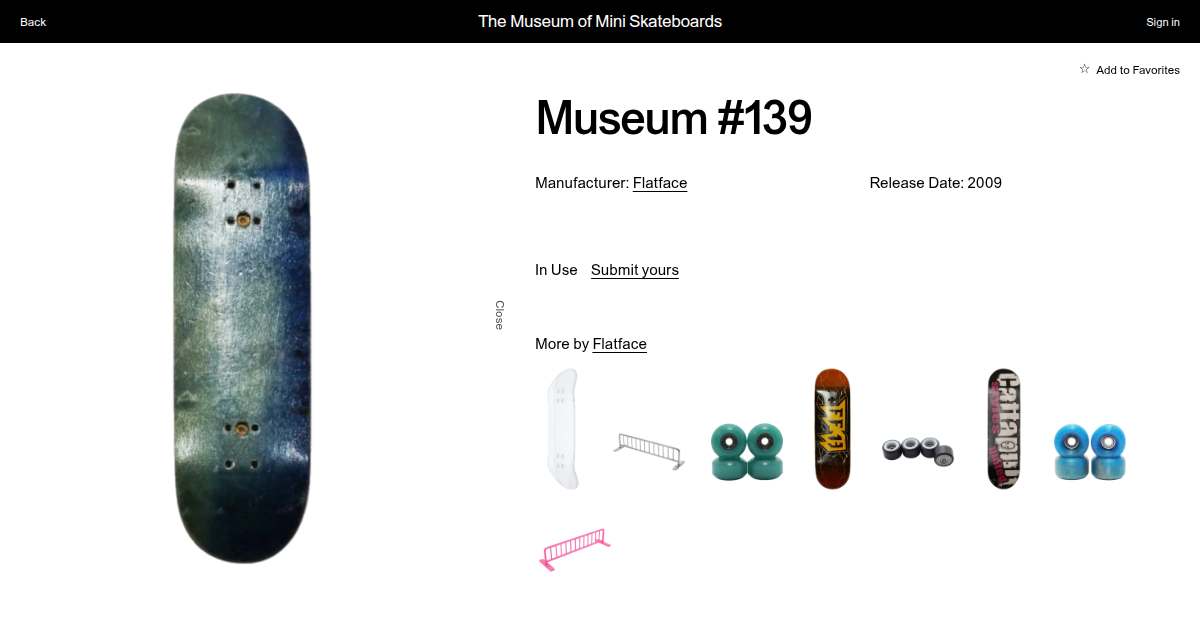 Back
The Museum of Mini Skateboards
Sign in
☆ Add to Favorites
Museum #139
Manufacturer: Flatface
Release Date: 2009
In Use Submit yours
Close
More by Flatface